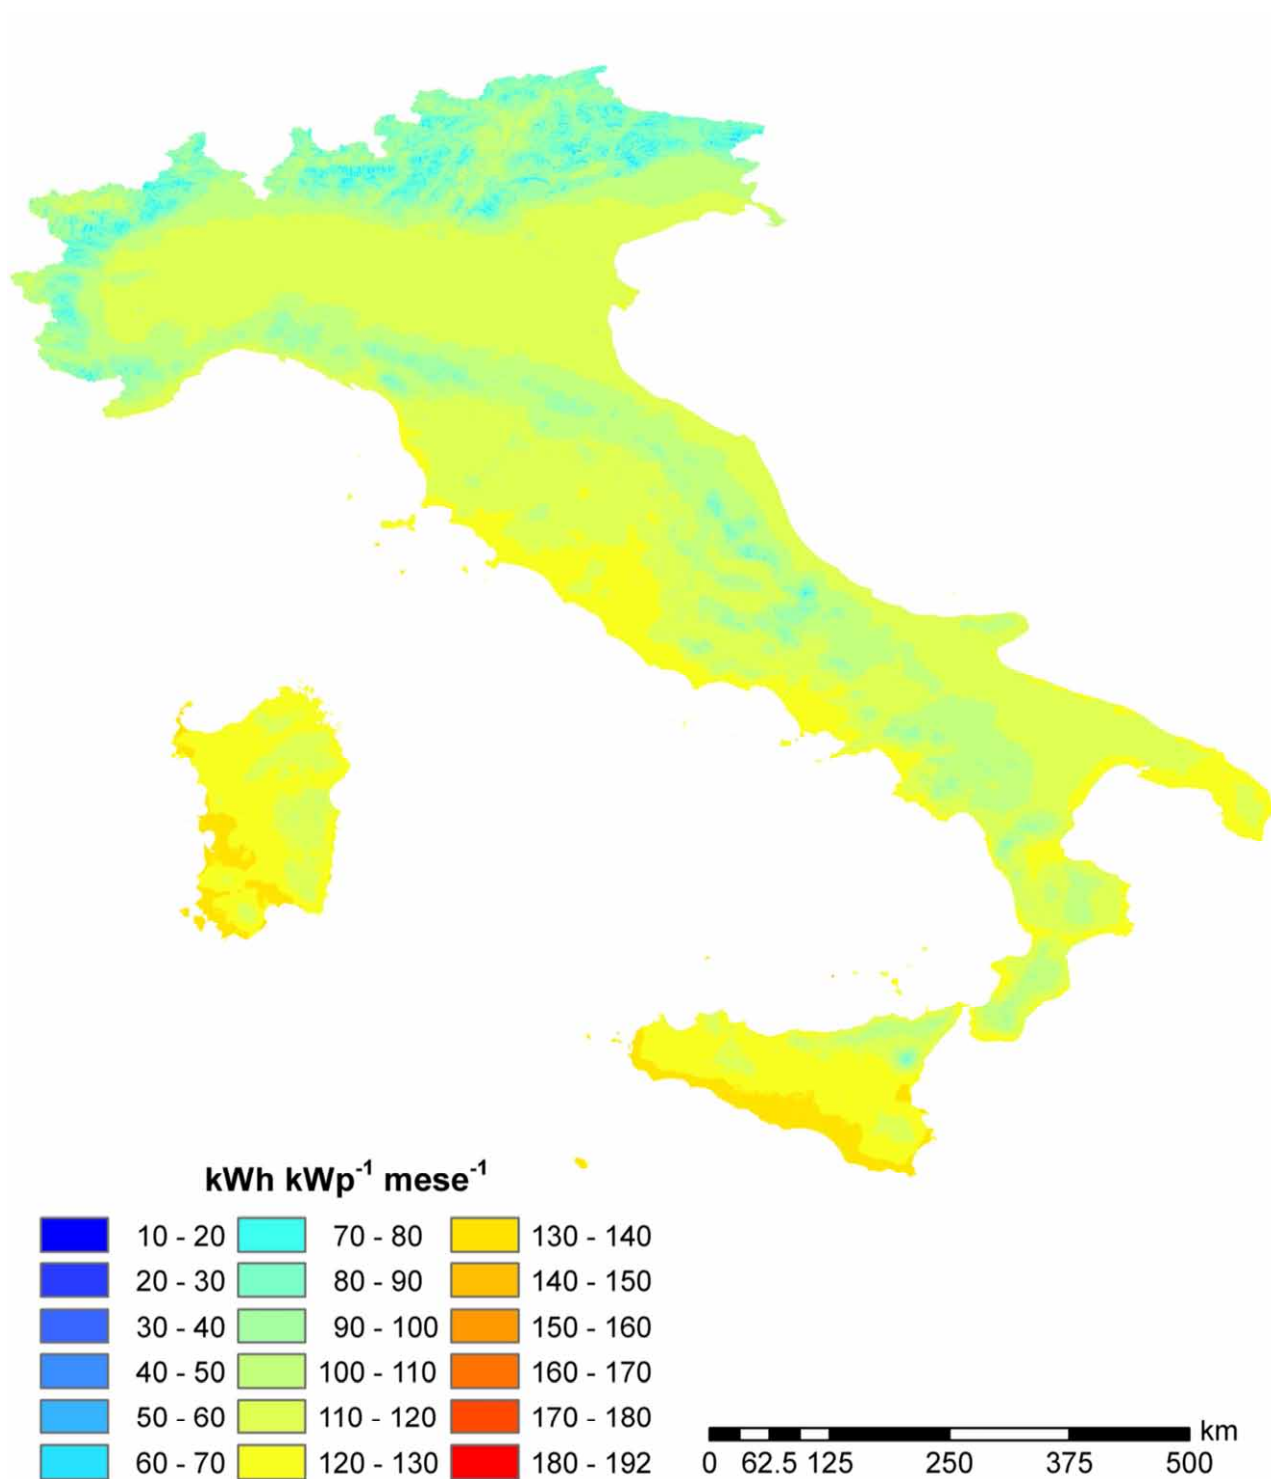 kWh kWp⁻¹ mese⁻¹
10 - 20 70 - 80 130 - 140
20 - 30 80 - 90 140 - 150
30 - 40 90 - 100 150 - 160
40 - 50 100 - 110 160 - 170
50 - 60 110 - 120 170 - 180
60 - 70 120 - 130 180 - 192
km
0 62.5 125 250 375 500